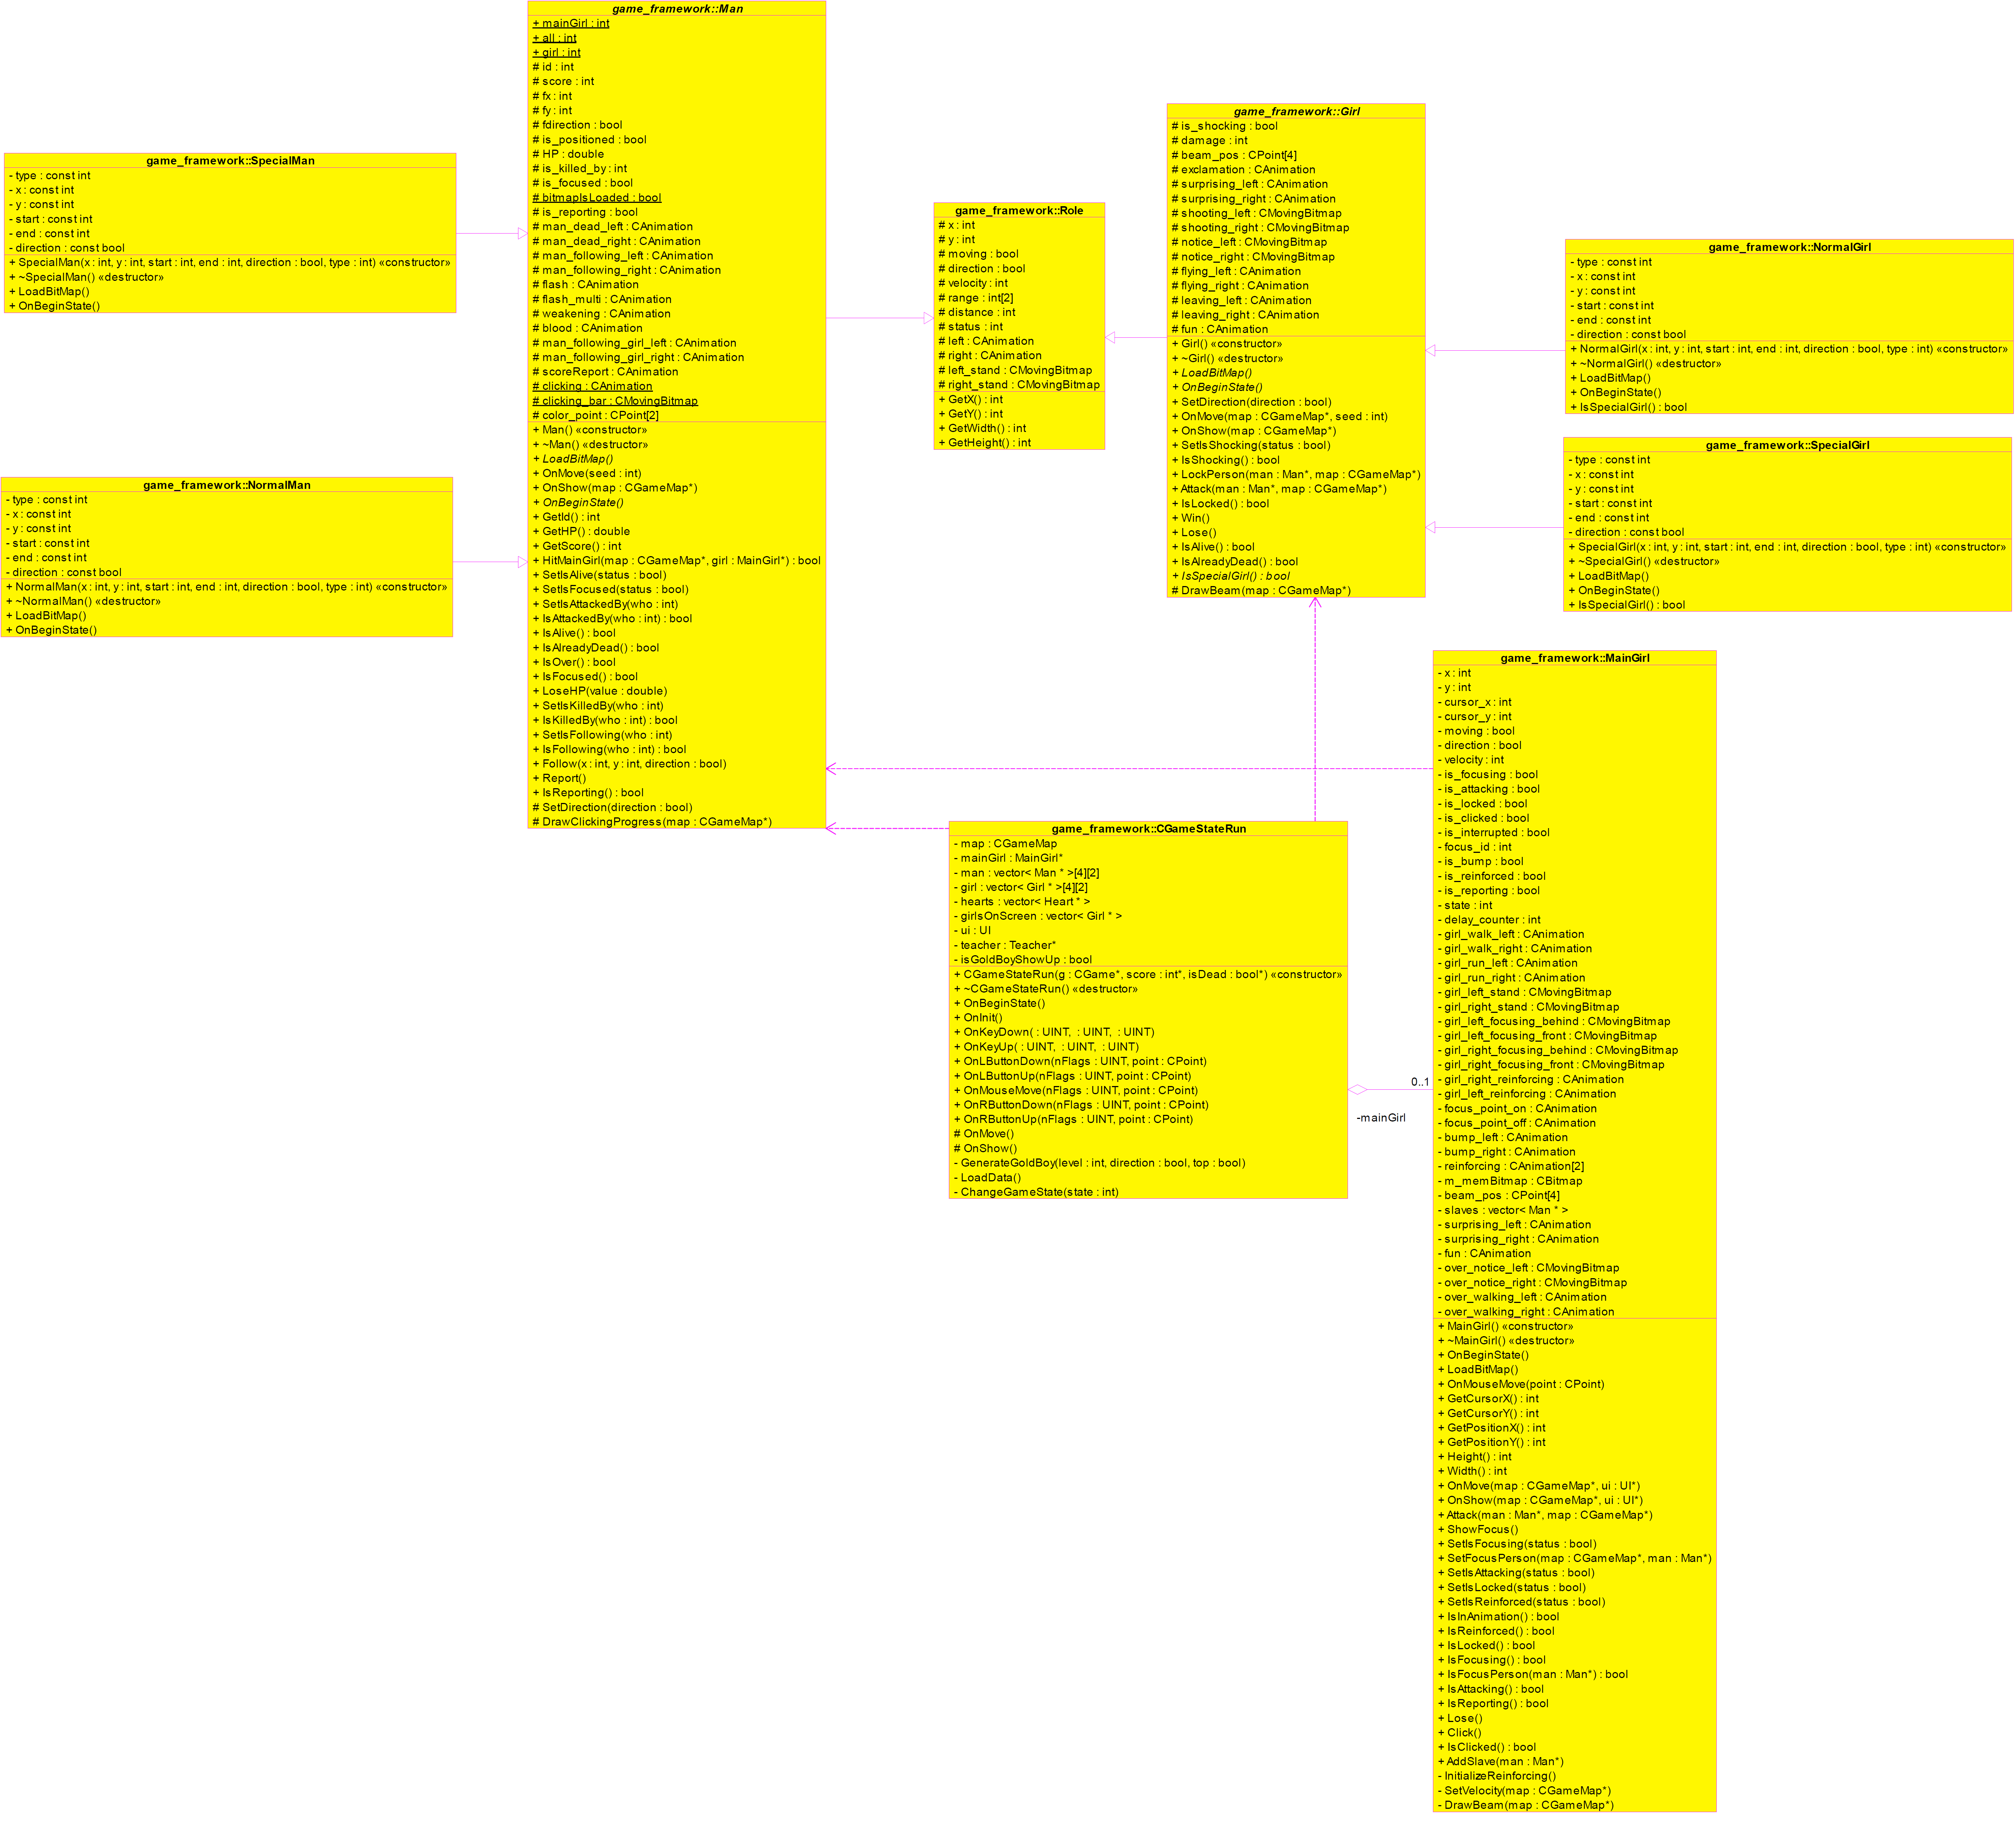 game_framework::Man
+ mainGirl : int
+ all : int
+ girl : int
# id : int
# score : int
# fx : int
# fy : int
# fdirection : bool
# is_positioned : bool
# HP : double
# is_killed_by : int
# is_focused : bool
# bitmapIsLoaded : bool
# is_reporting : bool
# man_dead_left : CAnimation
# man_dead_right : CAnimation
# man_following_left : CAnimation
# man_following_right : CAnimation
# flash : CAnimation
# flash_multi : CAnimation
# weakening : CAnimation
# blood : CAnimation
# man_following_girl_left : CAnimation
# man_following_girl_right : CAnimation
# scoreReport : CAnimation
# clicking : CAnimation
# clicking_bar : CMovingBitmap
# color_point : CPoint[2]
+ Man() «constructor»
+ ~Man() «destructor»
+ LoadBitMap()
+ OnMove(seed : int)
+ OnShow(map : CGameMap*)
+ OnBeginState()
+ GetId() : int
+ GetHP() : double
+ GetScore() : int
+ HitMainGirl(map : CGameMap*, girl : MainGirl*) : bool
+ SetIsAlive(status : bool)
+ SetIsFocused(status : bool)
+ SetIsAttackedBy(who : int)
+ IsAttackedBy(who : int) : bool
+ IsAlive() : bool
+ IsAlreadyDead() : bool
+ IsOver() : bool
+ IsFocused() : bool
+ LoseHP(value : double)
+ SetIsKilledBy(who : int)
+ IsKilledBy(who : int) : bool
+ SetIsFollowing(who : int)
+ IsFollowing(who : int) : bool
+ Follow(x : int, y : int, direction : bool)
+ Report()
+ IsReporting() : bool
# SetDirection(direction : bool)
# DrawClickingProgress(map : CGameMap*)
game_framework::SpecialMan
- type : const int
- x : const int
- y : const int
- start : const int
- end : const int
- direction : const bool
+ SpecialMan(x : int, y : int, start : int, end : int, direction : bool, type : int) «constructor»
+ ~SpecialMan() «destructor»
+ LoadBitMap()
+ OnBeginState()
game_framework::NormalMan
- type : const int
- x : const int
- y : const int
- start : const int
- end : const int
- direction : const bool
+ NormalMan(x : int, y : int, start : int, end : int, direction : bool, type : int) «constructor»
+ ~NormalMan() «destructor»
+ LoadBitMap()
+ OnBeginState()
game_framework::Role
# x : int
# y : int
# moving : bool
# direction : bool
# velocity : int
# range : int[2]
# distance : int
# status : int
# left : CAnimation
# right : CAnimation
# left_stand : CMovingBitmap
# right_stand : CMovingBitmap
+ GetX() : int
+ GetY() : int
+ GetWidth() : int
+ GetHeight() : int
game_framework::Girl
# is_shocking : bool
# damage : int
# beam_pos : CPoint[4]
# exclamation : CAnimation
# surprising_left : CAnimation
# surprising_right : CAnimation
# shooting_left : CMovingBitmap
# shooting_right : CMovingBitmap
# notice_left : CMovingBitmap
# notice_right : CMovingBitmap
# flying_left : CAnimation
# flying_right : CAnimation
# leaving_left : CAnimation
# leaving_right : CAnimation
# fun : CAnimation
+ Girl() «constructor»
+ ~Girl() «destructor»
+ LoadBitMap()
+ OnBeginState()
+ SetDirection(direction : bool)
+ OnMove(map : CGameMap*, seed : int)
+ OnShow(map : CGameMap*)
+ SetIsShocking(status : bool)
+ IsShocking() : bool
+ LockPerson(man : Man*, map : CGameMap*)
+ Attack(man : Man*, map : CGameMap*)
+ IsLocked() : bool
+ Win()
+ Lose()
+ IsAlive() : bool
+ IsAlreadyDead() : bool
+ IsSpecialGirl() : bool
# DrawBeam(map : CGameMap*)
game_framework::NormalGirl
- type : const int
- x : const int
- y : const int
- start : const int
- end : const int
- direction : const bool
+ NormalGirl(x : int, y : int, start : int, end : int, direction : bool, type : int) «constructor»
+ ~NormalGirl() «destructor»
+ LoadBitMap()
+ OnBeginState()
+ IsSpecialGirl() : bool
game_framework::SpecialGirl
- type : const int
- x : const int
- y : const int
- start : const int
- end : const int
- direction : const bool
+ SpecialGirl(x : int, y : int, start : int, end : int, direction : bool, type : int) «constructor»
+ ~SpecialGirl() «destructor»
+ LoadBitMap()
+ OnBeginState()
+ IsSpecialGirl() : bool
game_framework::CGameStateRun
- map : CGameMap
- mainGirl : MainGirl*
- man : vector< Man * >[4][2]
- girl : vector< Girl * >[4][2]
- hearts : vector< Heart * >
- girlsOnScreen : vector< Girl * >
- ui : UI
- teacher : Teacher*
- isGoldBoyShowUp : bool
+ CGameStateRun(g : CGame*, score : int*, isDead : bool*) «constructor»
+ ~CGameStateRun() «destructor»
+ OnBeginState()
+ OnInit()
+ OnKeyDown( : UINT,  : UINT,  : UINT)
+ OnKeyUp( : UINT,  : UINT,  : UINT)
+ OnLButtonDown(nFlags : UINT, point : CPoint)
+ OnLButtonUp(nFlags : UINT, point : CPoint)
+ OnMouseMove(nFlags : UINT, point : CPoint)
+ OnRButtonDown(nFlags : UINT, point : CPoint)
+ OnRButtonUp(nFlags : UINT, point : CPoint)
# OnMove()
# OnShow()
- GenerateGoldBoy(level : int, direction : bool, top : bool)
- LoadData()
- ChangeGameState(state : int)
0..1
-mainGirl
game_framework::MainGirl
- x : int
- y : int
- cursor_x : int
- cursor_y : int
- moving : bool
- direction : bool
- velocity : int
- is_focusing : bool
- is_attacking : bool
- is_locked : bool
- is_clicked : bool
- is_interrupted : bool
- focus_id : int
- is_bump : bool
- is_reinforced : bool
- is_reporting : bool
- state : int
- delay_counter : int
- girl_walk_left : CAnimation
- girl_walk_right : CAnimation
- girl_run_left : CAnimation
- girl_run_right : CAnimation
- girl_left_stand : CMovingBitmap
- girl_right_stand : CMovingBitmap
- girl_left_focusing_behind : CMovingBitmap
- girl_left_focusing_front : CMovingBitmap
- girl_right_focusing_behind : CMovingBitmap
- girl_right_focusing_front : CMovingBitmap
- girl_right_reinforcing : CAnimation
- girl_left_reinforcing : CAnimation
- focus_point_on : CAnimation
- focus_point_off : CAnimation
- bump_left : CAnimation
- bump_right : CAnimation
- reinforcing : CAnimation[2]
- m_memBitmap : CBitmap
- beam_pos : CPoint[4]
- slaves : vector< Man * >
- surprising_left : CAnimation
- surprising_right : CAnimation
- fun : CAnimation
- over_notice_left : CMovingBitmap
- over_notice_right : CMovingBitmap
- over_walking_left : CAnimation
- over_walking_right : CAnimation
+ MainGirl() «constructor»
+ ~MainGirl() «destructor»
+ OnBeginState()
+ LoadBitMap()
+ OnMouseMove(point : CPoint)
+ GetCursorX() : int
+ GetCursorY() : int
+ GetPositionX() : int
+ GetPositionY() : int
+ Height() : int
+ Width() : int
+ OnMove(map : CGameMap*, ui : UI*)
+ OnShow(map : CGameMap*, ui : UI*)
+ Attack(man : Man*, map : CGameMap*)
+ ShowFocus()
+ SetIsFocusing(status : bool)
+ SetFocusPerson(map : CGameMap*, man : Man*)
+ SetIsAttacking(status : bool)
+ SetIsLocked(status : bool)
+ SetIsReinforced(status : bool)
+ IsInAnimation() : bool
+ IsReinforced() : bool
+ IsLocked() : bool
+ IsFocusing() : bool
+ IsFocusPerson(man : Man*) : bool
+ IsAttacking() : bool
+ IsReporting() : bool
+ Lose()
+ Click()
+ IsClicked() : bool
+ AddSlave(man : Man*)
- InitializeReinforcing()
- SetVelocity(map : CGameMap*)
- DrawBeam(map : CGameMap*)